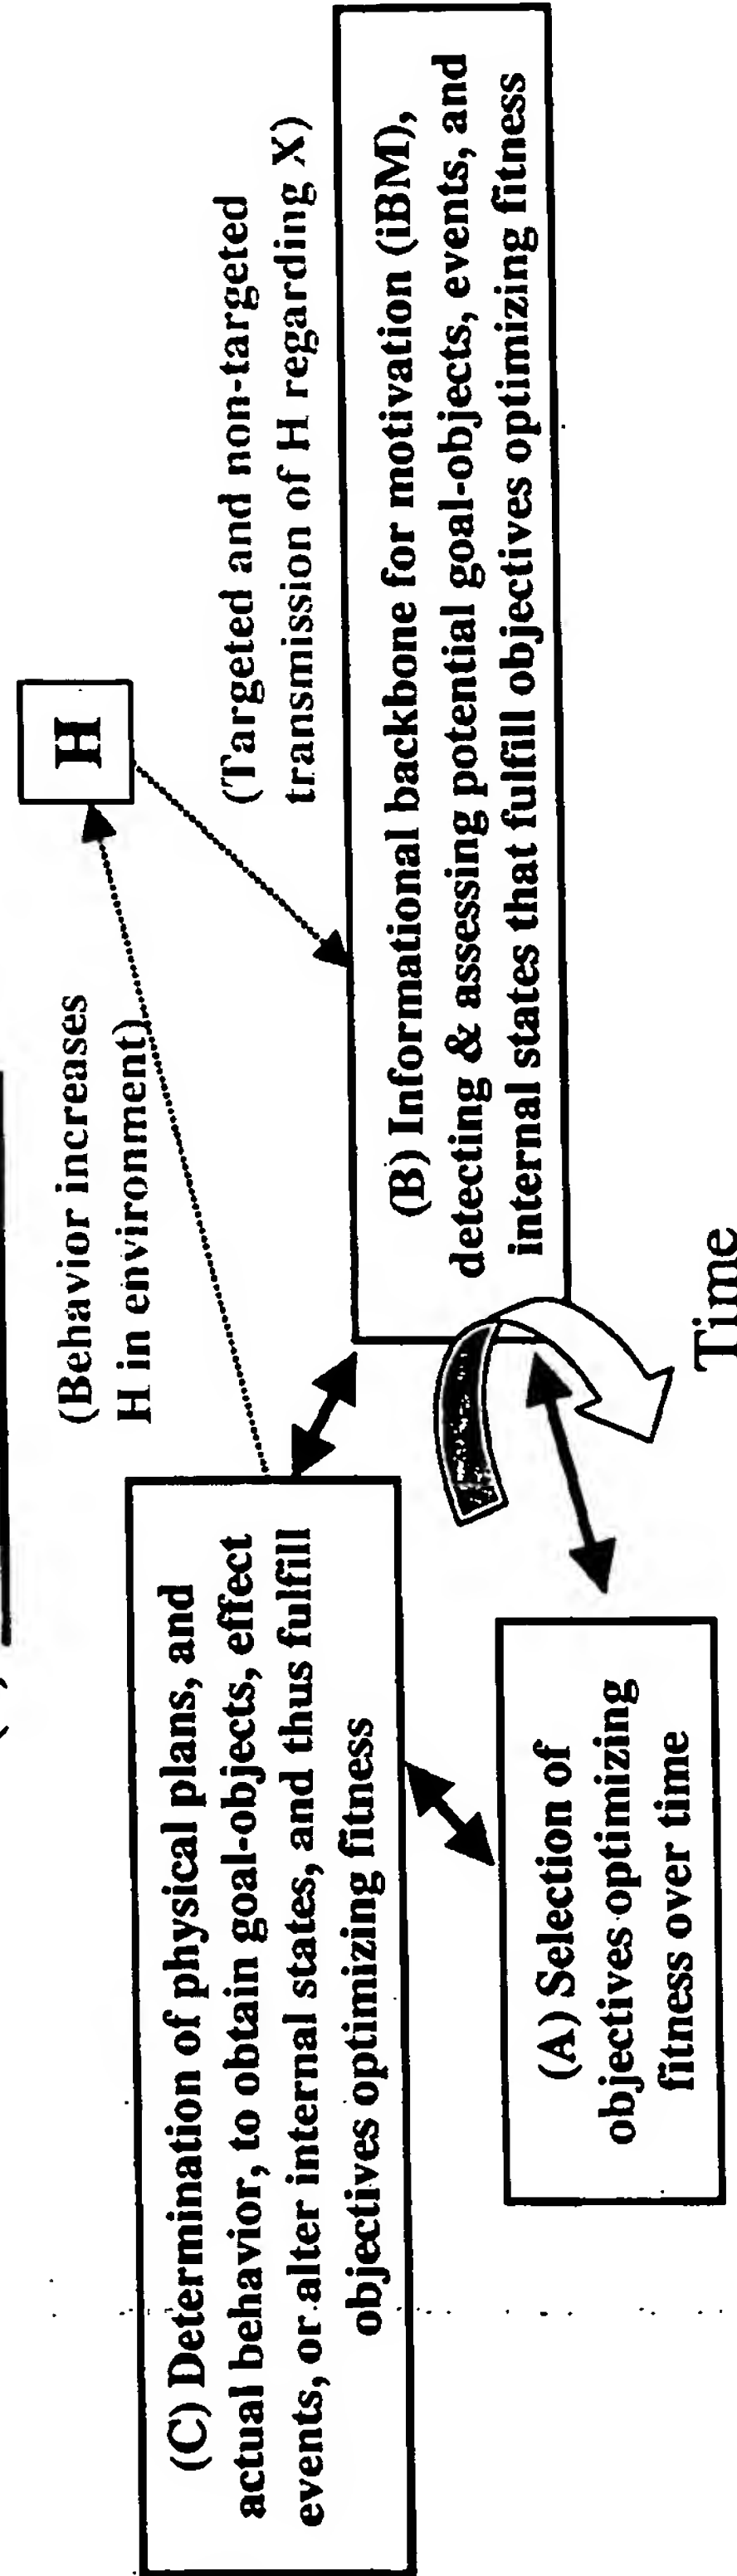 (Behavior increases
H in environment)
H
(Targeted and non-targeted
transmission of H regarding X)
(C) Determination of physical plans, and
actual behavior, to obtain goal-objects, effect
events, or alter internal states, and thus fulfill
objectives optimizing fitness
(B) Informational backbone for motivation (iBM),
detecting & assessing potential goal-objects, events, and
internal states that fulfill objectives optimizing fitness
(A) Selection of
objectives optimizing
fitness over time
Time